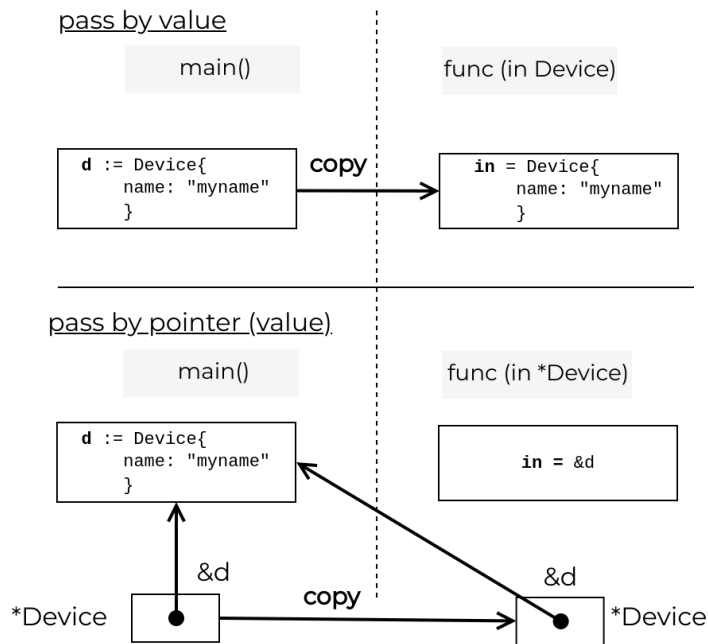 pass by value
main()
func (in Device)
d := Device{
name: "myname"
}
copy
in = Device{
name: "myname"
}
pass by pointer (value)
main()
func (in *Device)
d := Device{
name: "myname"
}
in = &d
&d
&d
*Device
copy
*Device